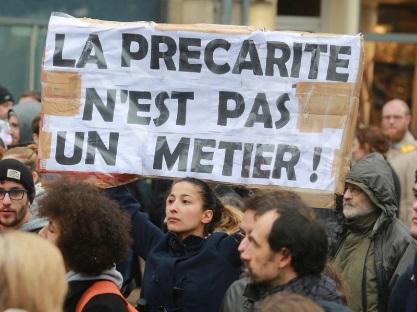 LA PRECARITE
N'EST PAS
UN METIER !